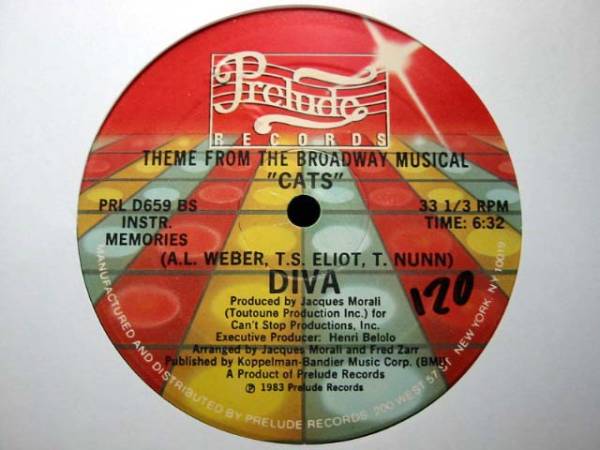 Prelude
RECORDS
THEME FROM THE BROADWAY MUSICAL
"CATS"
PRL D659 BS
INSTR.
MEMORIES
33 1/3 RPM
TIME: 6:32
(A.L. WEBER, T.S. ELIOT, T. NUNN)
DIVA
120
Produced by Jacques Morali
(Toutoune Production Inc.) for
Can't Stop Productions, Inc.
Executive Producer: Henri Belolo
Arranged by Jacques Morali and Fred Zarr
Published by Koppelman-Bandier Music Corp. (BMI)
A Product of Prelude Records
℗ 1983 Prelude Records
MANUFACTURED AND DISTRIBUTED BY PRELUDE RECORDS 200 WEST 57 ST NEW YORK, NY 10019